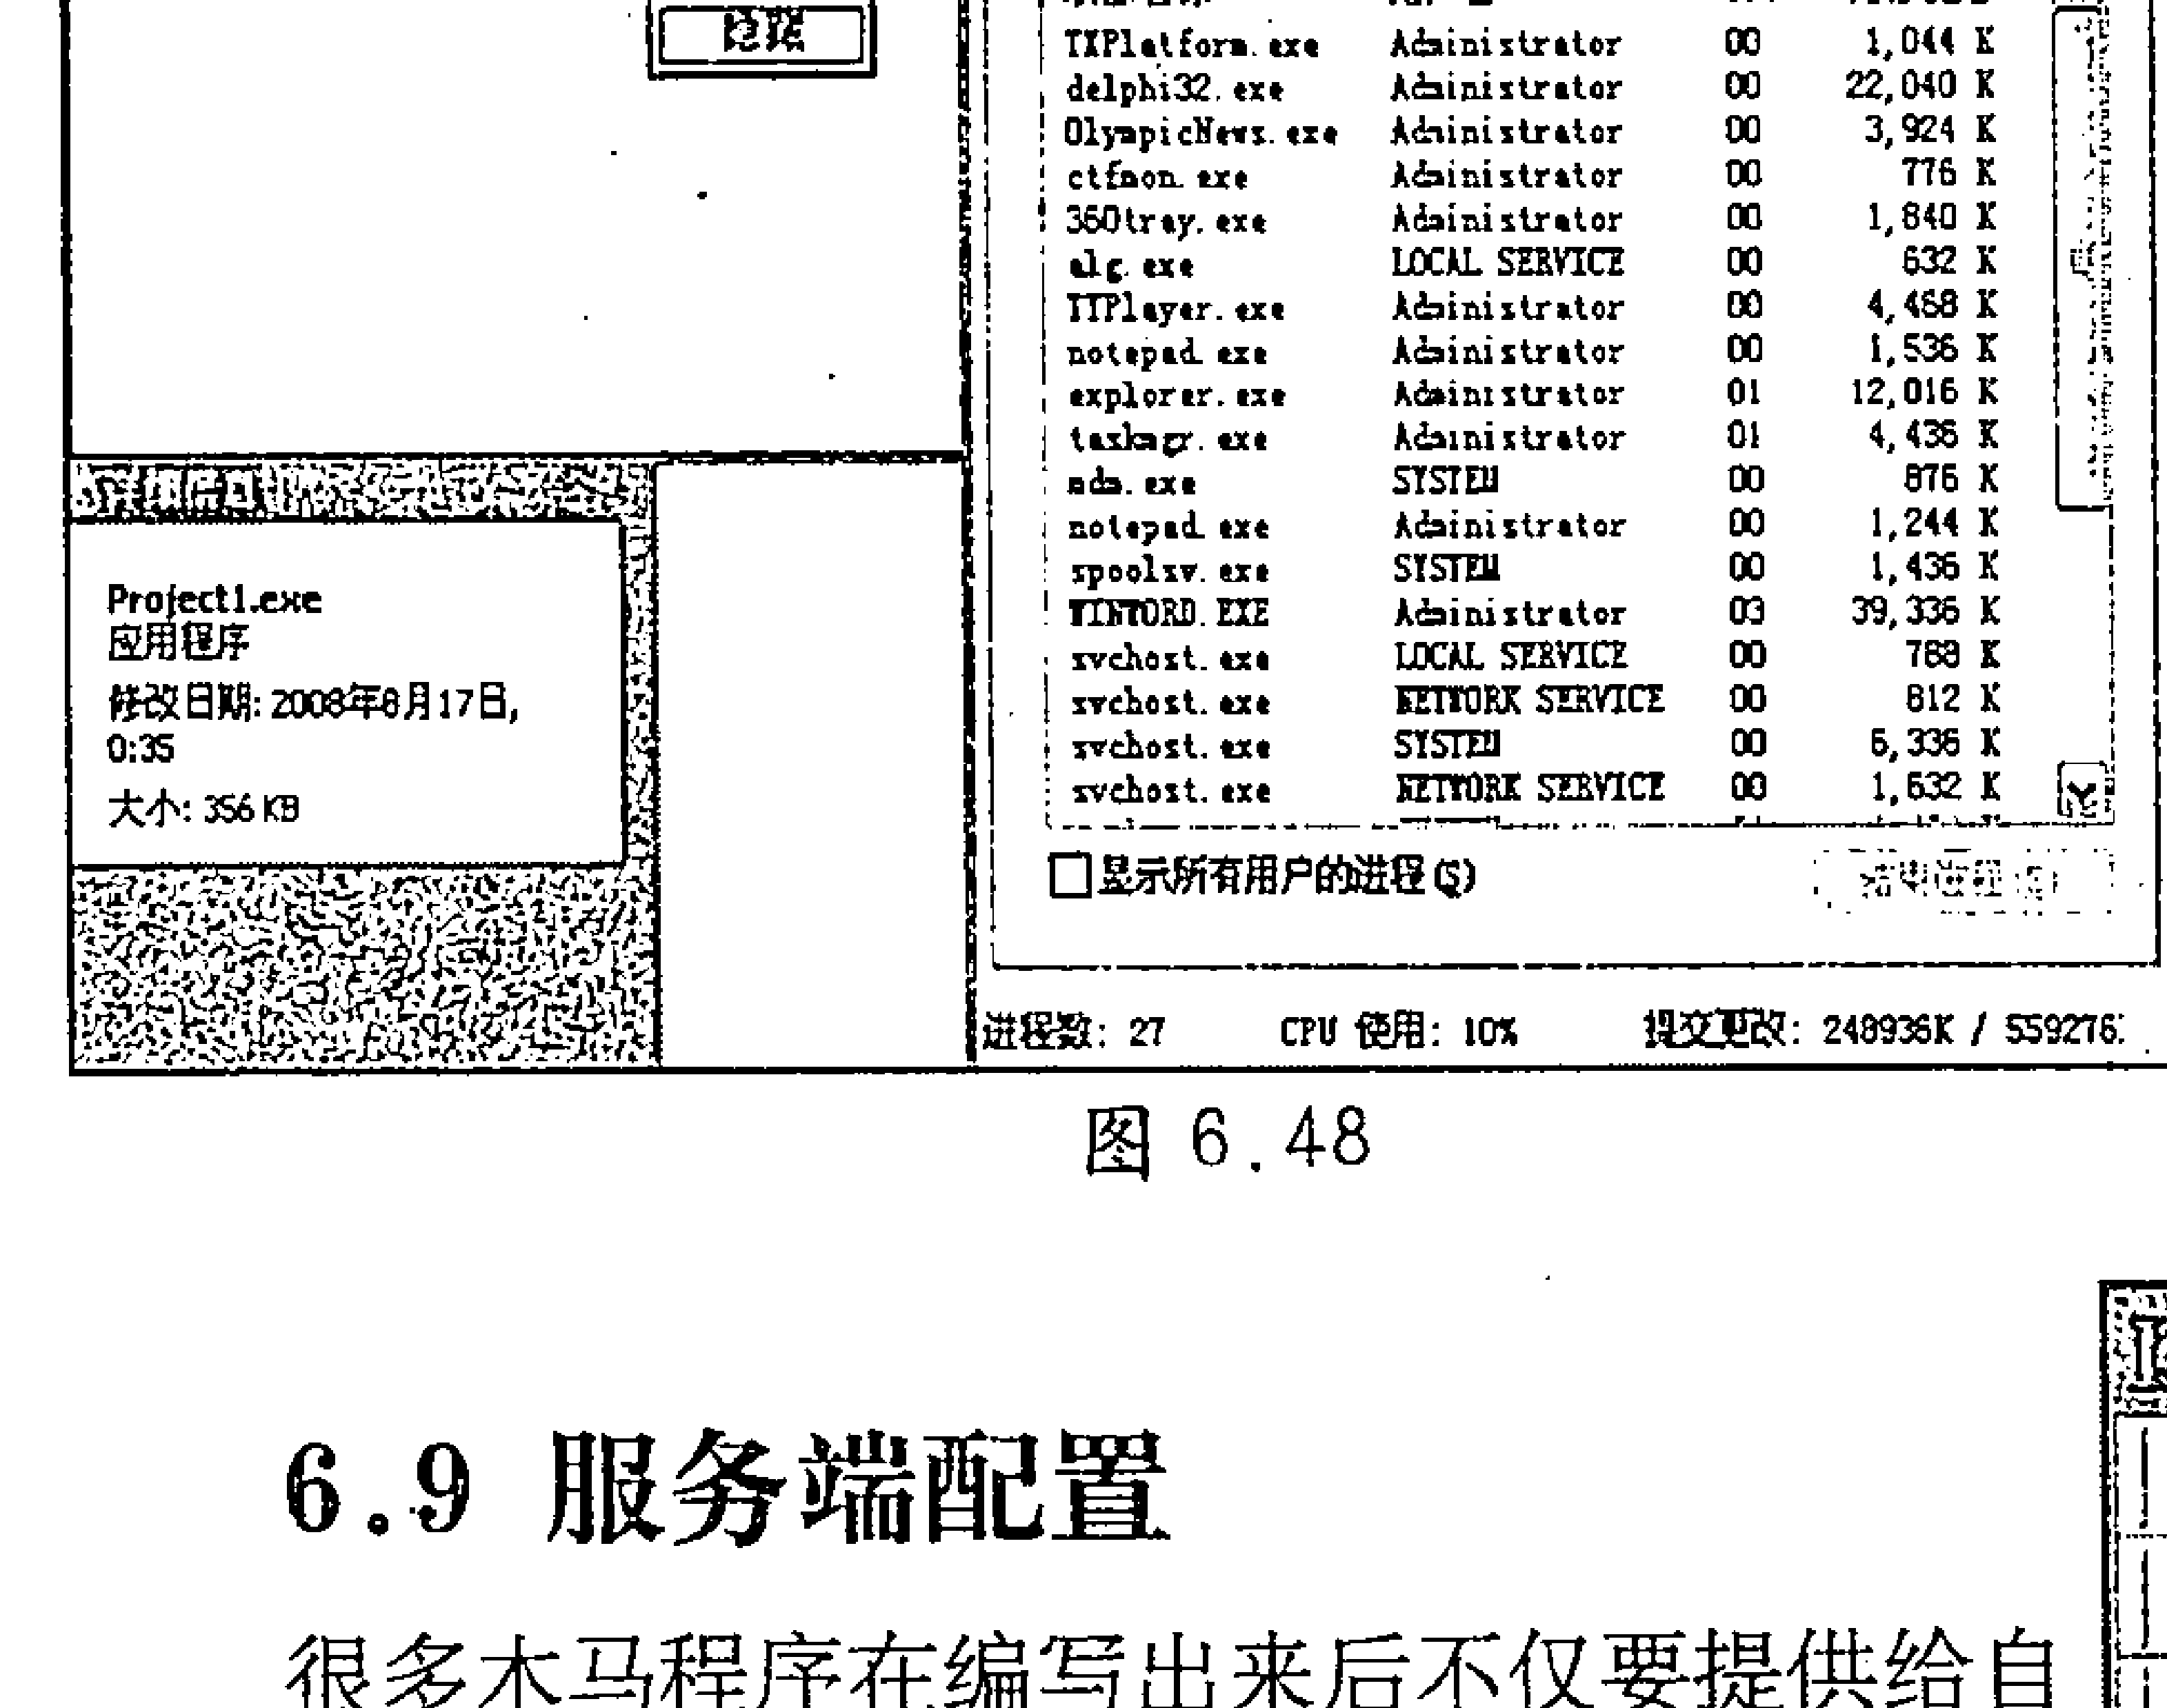 TXPlatform.exe Administrator 00 1,044 K
delphi32.exe Administrator 00 22,040 K
OlympicNews.exe Administrator 00 3,924 K
ctfmon.exe Administrator 00 776 K
360tray.exe Administrator 00 1,840 K
alg.exe LOCAL SERVICE 00 632 K
TTPlayer.exe Administrator 00 4,468 K
notepad.exe Administrator 00 1,536 K
explorer.exe Administrator 01 12,016 K
taskmgr.exe Administrator 01 4,436 K
mdm.exe SYSTEM 00 876 K
notepad.exe Administrator 00 1,244 K
spoolsv.exe SYSTEM 00 1,436 K
WINWORD.EXE Administrator 03 39,336 K
svchost.exe LOCAL SERVICE 00 788 K
svchost.exe NETWORK SERVICE 00 812 K
svchost.exe SYSTEM 00 6,336 K
svchost.exe NETWORK SERVICE 00 1,632 K
显示所有用户的进程(S)
结束进程
进程数: 27 CPU 使用: 10% 提交更改: 248936K / 559276
详细信息
Project1.exe
应用程序
修改日期: 2008年8月17日,
0:35
大小: 356 KB
图 6.48
6.9 服务端配置
很多木马程序在编写出来后不仅要提供给自